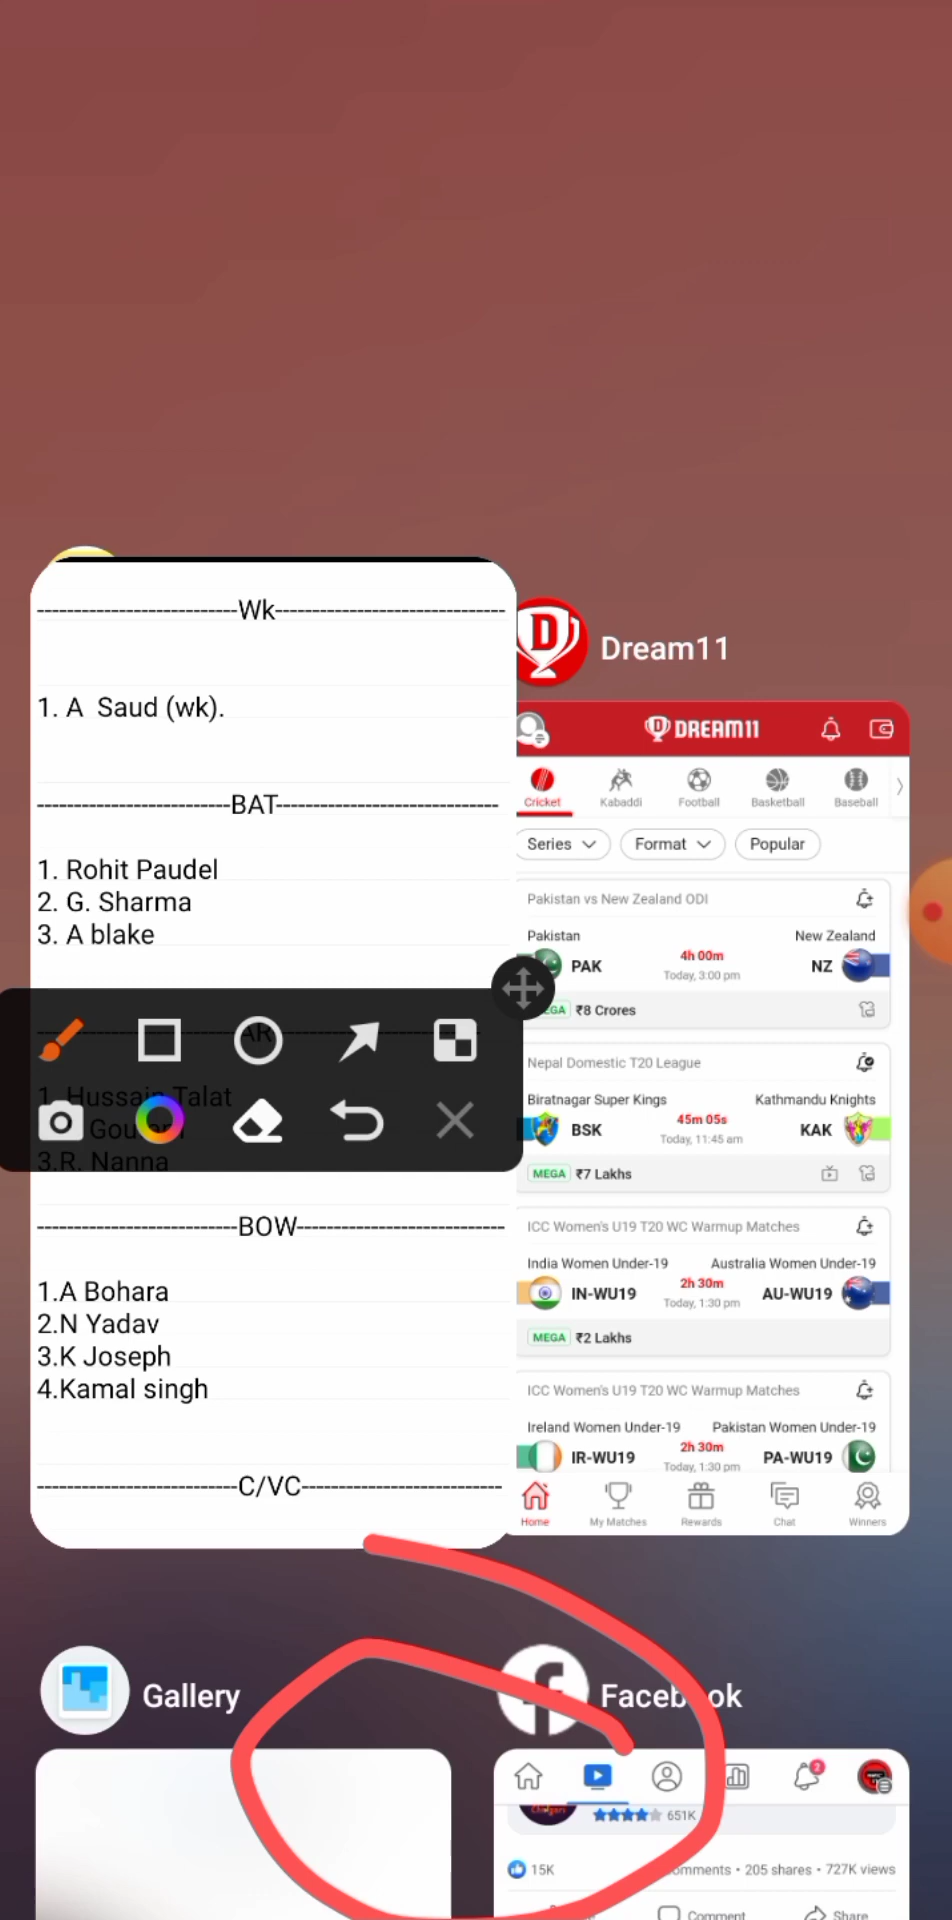 Wk
1. A Saud (wk).
BAT
1. Rohit Paudel
2. G. Sharma
3. A blake
AR
1. Hussain Talat
3.R. Nanna
BOW
1.A Bohara
2.N Yadav
3.K Joseph
4.Kamal singh
C/VC
Dream11
DREAM11
Cricket Kabaddi Football Basketball Baseball
Series Format Popular
Pakistan vs New Zealand ODI
Pakistan New Zealand
PAK 4h 00m NZ
Today, 3:00 pm
₹8 Crores
Nepal Domestic T20 League
Biratnagar Super Kings Kathmandu Knights
BSK 45m 05s KAK
Today, 11:45 am
MEGA ₹7 Lakhs
ICC Women's U19 T20 WC Warmup Matches
India Women Under-19 Australia Women Under-19
IN-WU19 2h 30m AU-WU19
Today, 1:30 pm
MEGA ₹2 Lakhs
ICC Women's U19 T20 WC Warmup Matches
Ireland Women Under-19 Pakistan Women Under-19
IR-WU19 2h 30m PA-WU19
Today, 1:30 pm
Home My Matches Rewards Chat Winners
Gallery
Facebook
2
651K
15K omments • 205 shares • 727K views
Comment Share